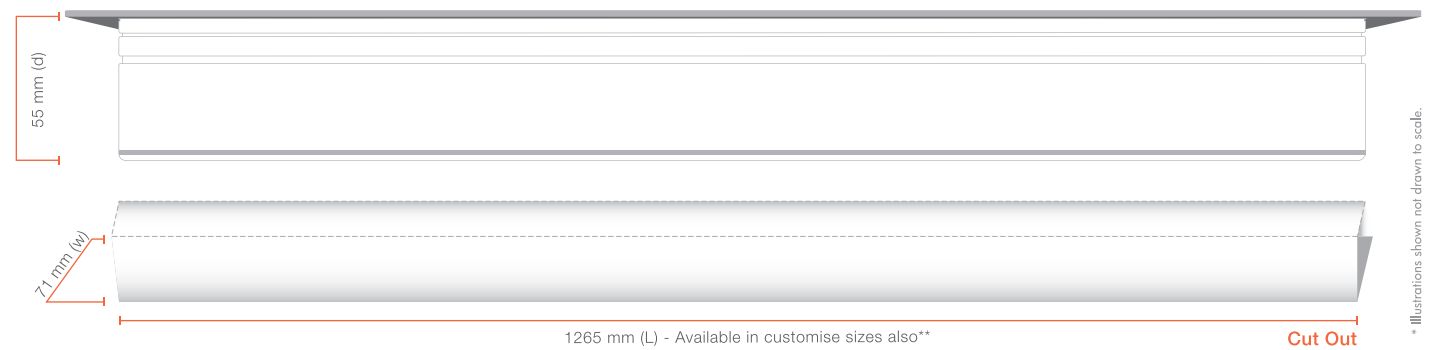 55 mm (d)
71 mm (w)
1265 mm (L) - Available in customise sizes also**
Cut Out
* Illustrations shown not drawn to scale.